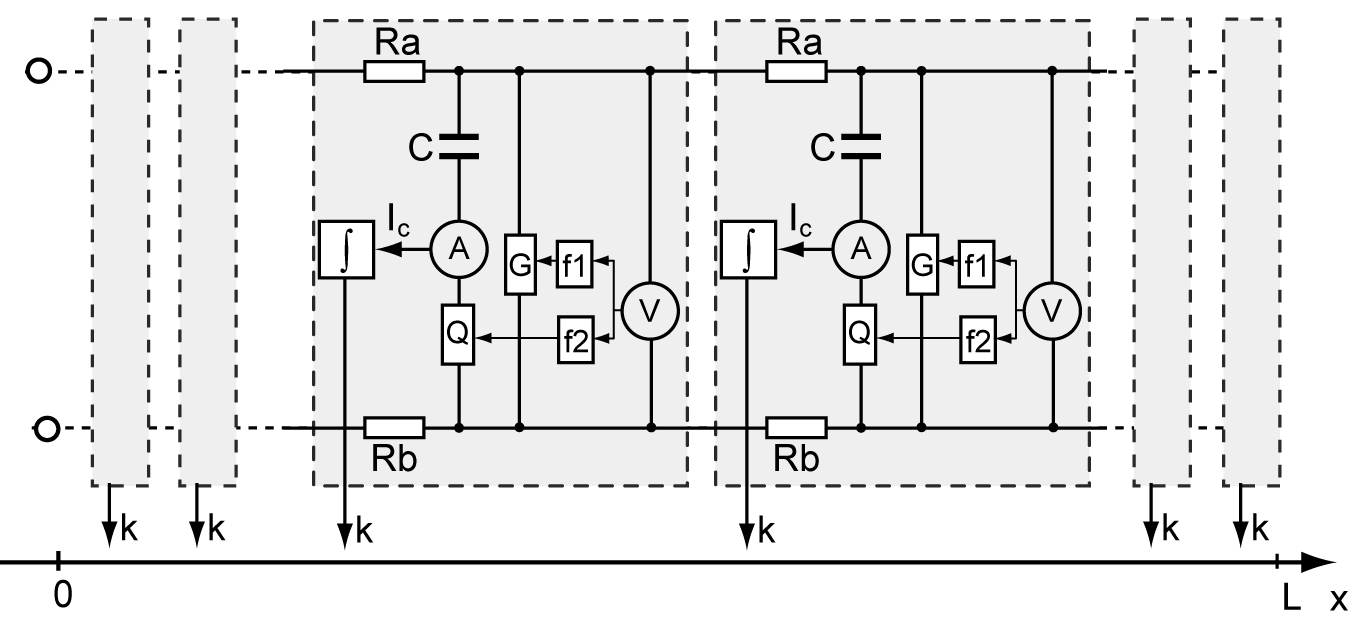 Ra Ra
C C
∫ Ic A G f1 V ∫ Ic A G f1 V
Q f2 Q f2
Rb Rb
k k k k k k
0 L x